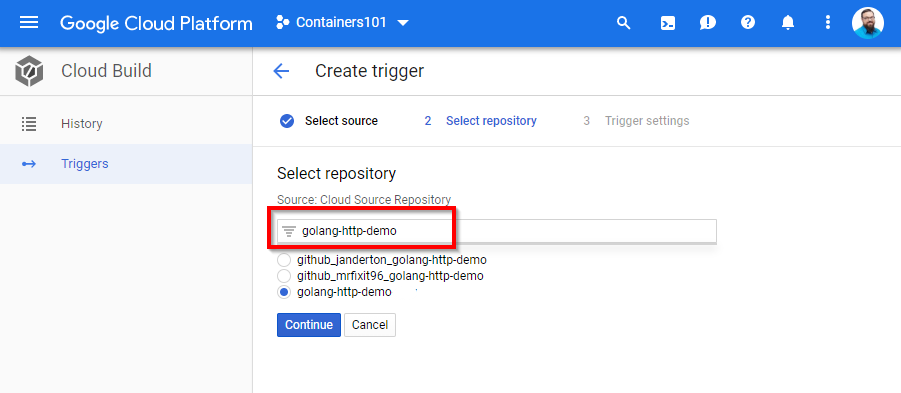 Google Cloud Platform Containers101
Cloud Build
Create trigger
Select source 2 Select repository 3 Trigger settings
History
Triggers
Select repository
Source: Cloud Source Repository
golang-http-demo
github_janderton_golang-http-demo
github_mrfixit96_golang-http-demo
golang-http-demo
Continue Cancel